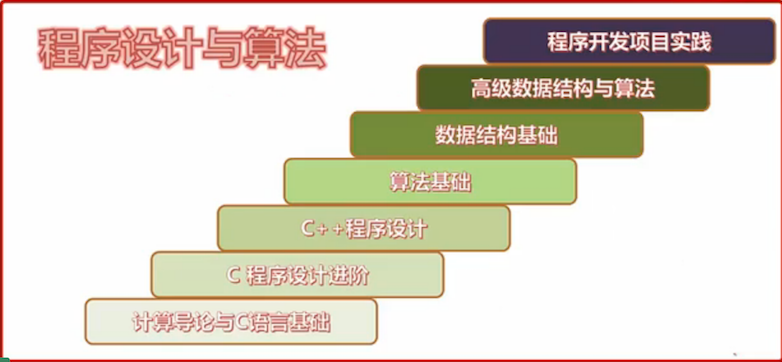 程序设计与算法
程序开发项目实践
高级数据结构与算法
数据结构基础
算法基础
C++程序设计
C 程序设计进阶
计算导论与C语言基础